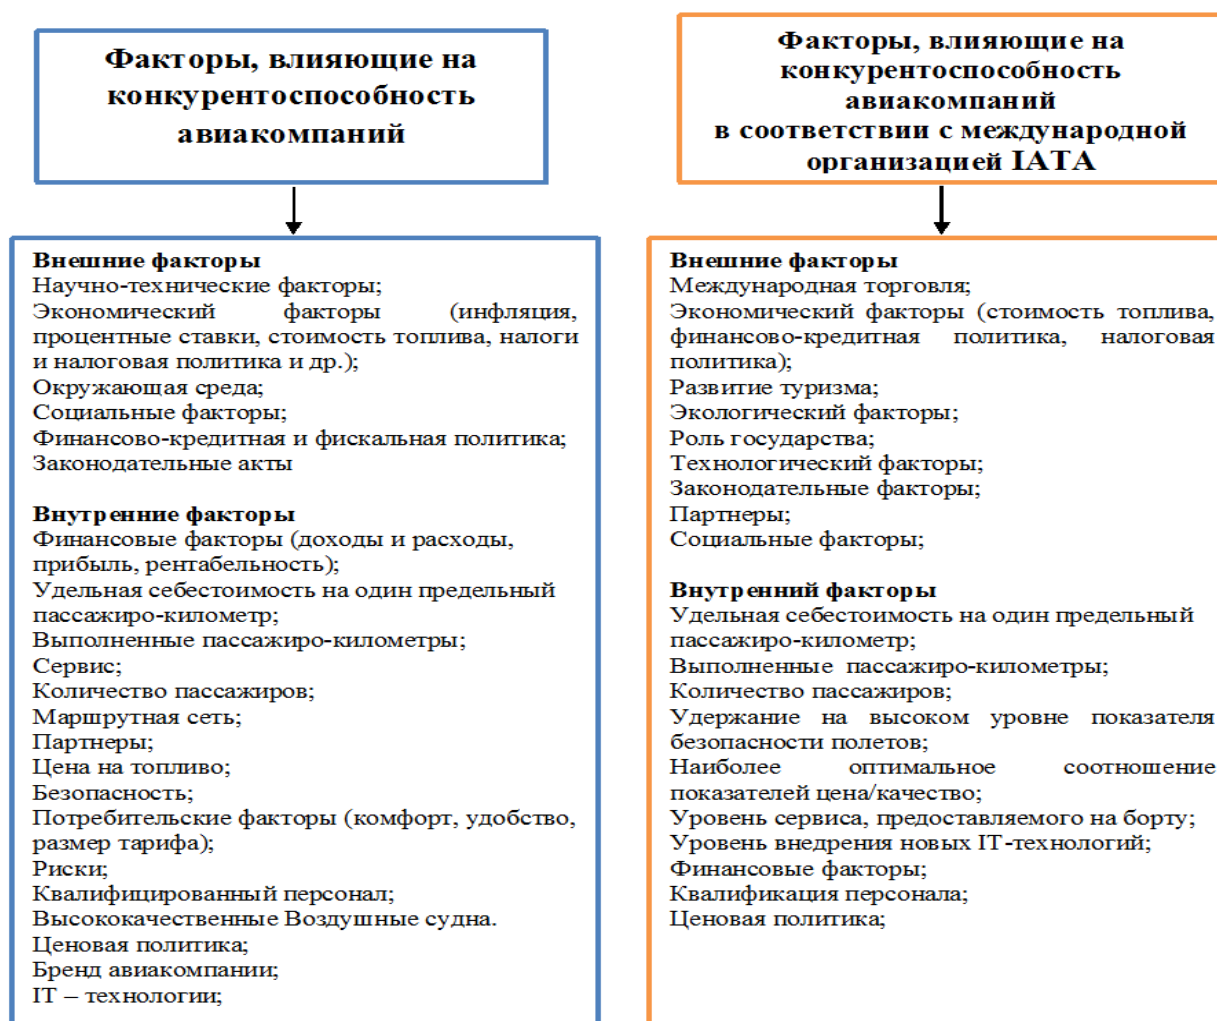 Факторы, влияющие на
конкурентоспособность
авиакомпаний
Факторы, влияющие на
конкурентоспособность
авиакомпаний
в соответствии с международной
организацией IATA
Внешние факторы
Научно-технические факторы;
Экономический факторы (инфляция,
процентные ставки, стоимость топлива, налоги
и налоговая политика и др.);
Окружающая среда;
Социальные факторы;
Финансово-кредитная и фискальная политика;
Законодательные акты
Внутренние факторы
Финансовые факторы (доходы и расходы,
прибыль, рентабельность);
Удельная себестоимость на один предельный
пассажиро-километр;
Выполненные пассажиро-километры;
Сервис;
Количество пассажиров;
Маршрутная сеть;
Партнеры;
Цена на топливо;
Безопасность;
Потребительские факторы (комфорт, удобство,
размер тарифа);
Риски;
Квалифицированный персонал;
Высококачественные Воздушные судна.
Ценовая политика;
Бренд авиакомпании;
IT – технологии;
Внешние факторы
Международная торговля;
Экономический факторы (стоимость топлива,
финансово-кредитная политика, налоговая
политика);
Развитие туризма;
Экологический факторы;
Роль государства;
Технологический факторы;
Законодательные факторы;
Партнеры;
Социальные факторы;
Внутренний факторы
Удельная себестоимость на один предельный
пассажиро-километр;
Выполненные пассажиро-километры;
Количество пассажиров;
Удержание на высоком уровне показателя
безопасности полетов;
Наиболее оптимальное соотношение
показателей цена/качество;
Уровень сервиса, предоставляемого на борту;
Уровень внедрения новых IT-технологий;
Финансовые факторы;
Квалификация персонала;
Ценовая политика;